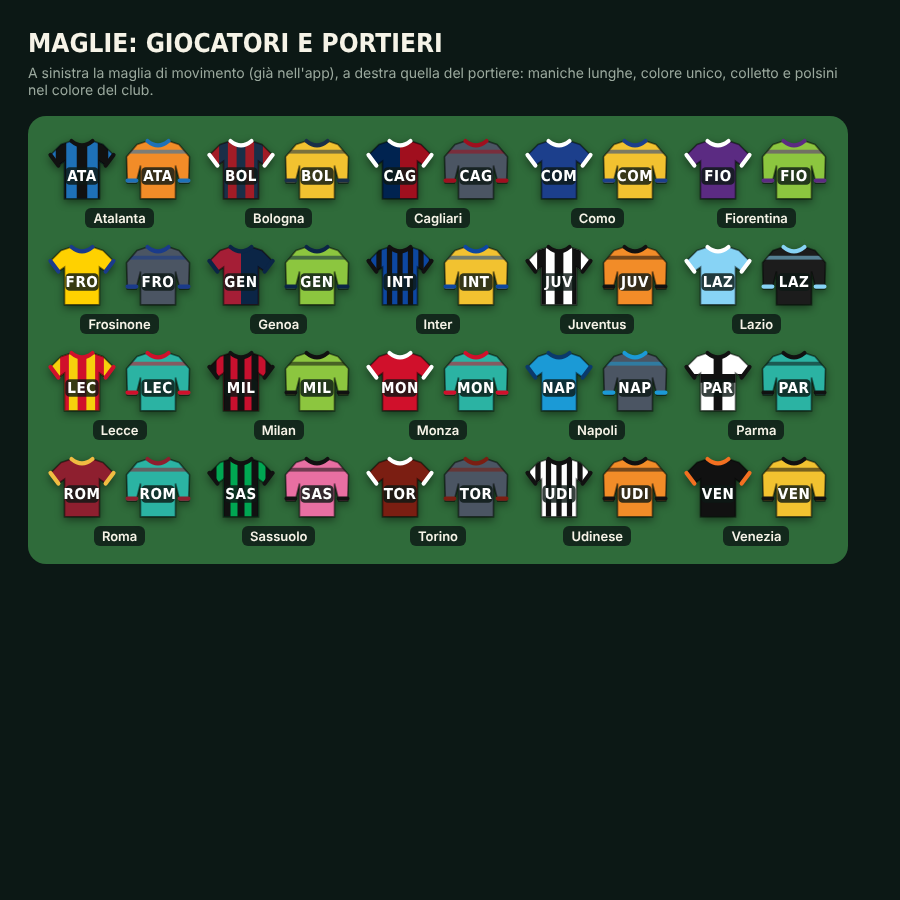 MAGLIE: GIOCATORI E PORTIERI
A sinistra la maglia di movimento (già nell'app), a destra quella del portiere: maniche lunghe, colore unico, colletto e polsini
nel colore del club.
ATA ATA BOL BOL CAG CAG COM COM FIO FIO
Atalanta Bologna Cagliari Como Fiorentina
FRO FRO GEN GEN INT INT JUV JUV LAZ LAZ
Frosinone Genoa Inter Juventus Lazio
LEC LEC MIL MIL MON MON NAP NAP PAR PAR
Lecce Milan Monza Napoli Parma
ROM ROM SAS SAS TOR TOR UDI UDI VEN VEN
Roma Sassuolo Torino Udinese Venezia